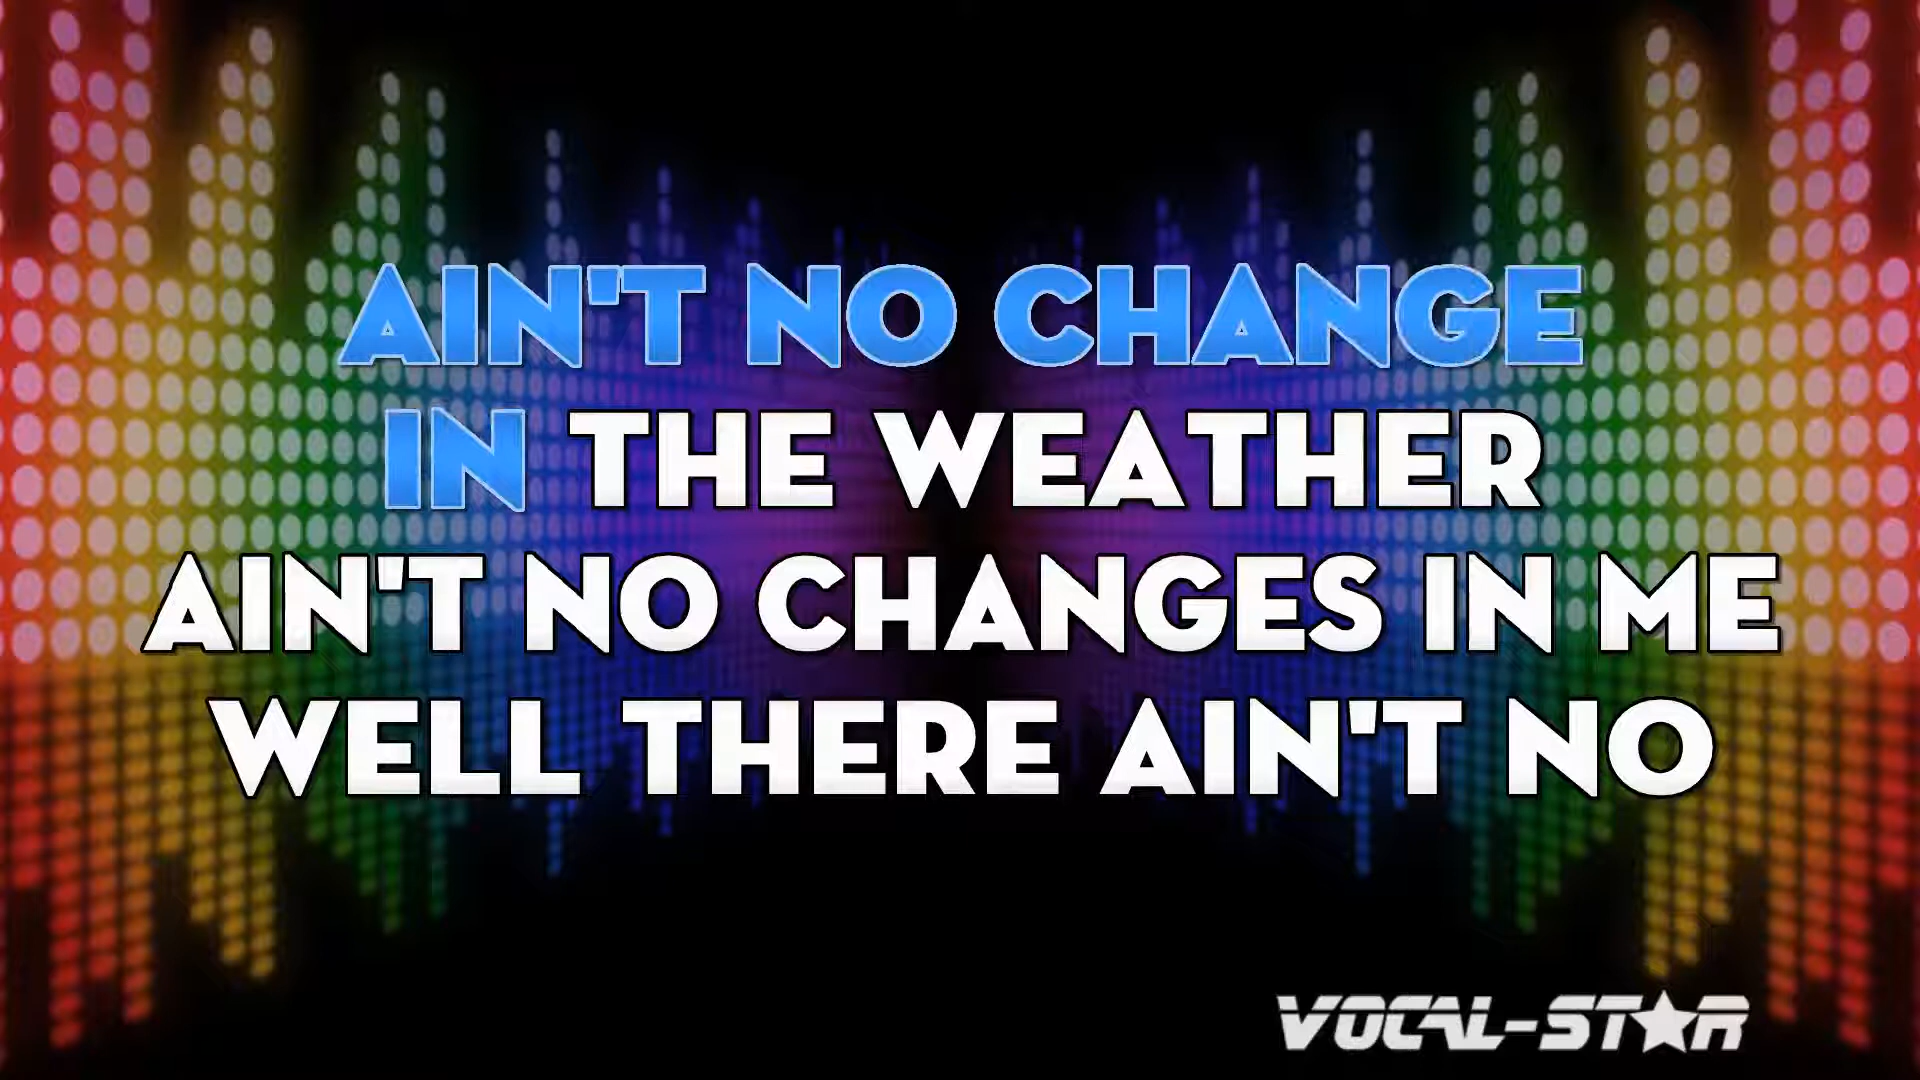 AIN'T NO CHANGE
IN THE WEATHER
AIN'T NO CHANGES IN ME
WELL THERE AIN'T NO
VOCAL-STAR